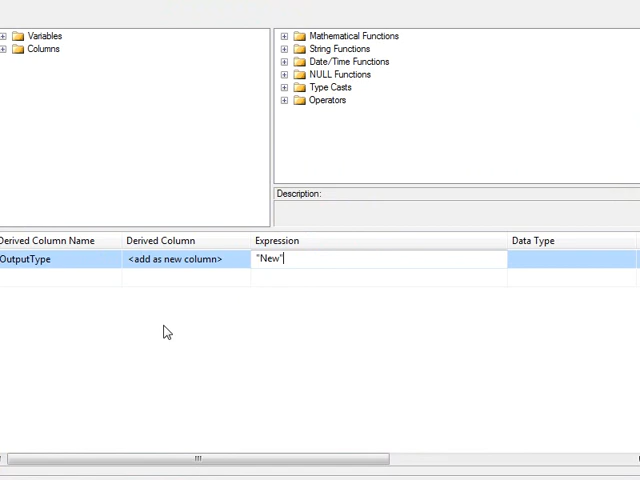 Variables
Columns
Mathematical Functions
String Functions
Date/Time Functions
NULL Functions
Type Casts
Operators
Description:
Derived Column Name Derived Column Expression Data Type
OutputType <add as new column> "New"